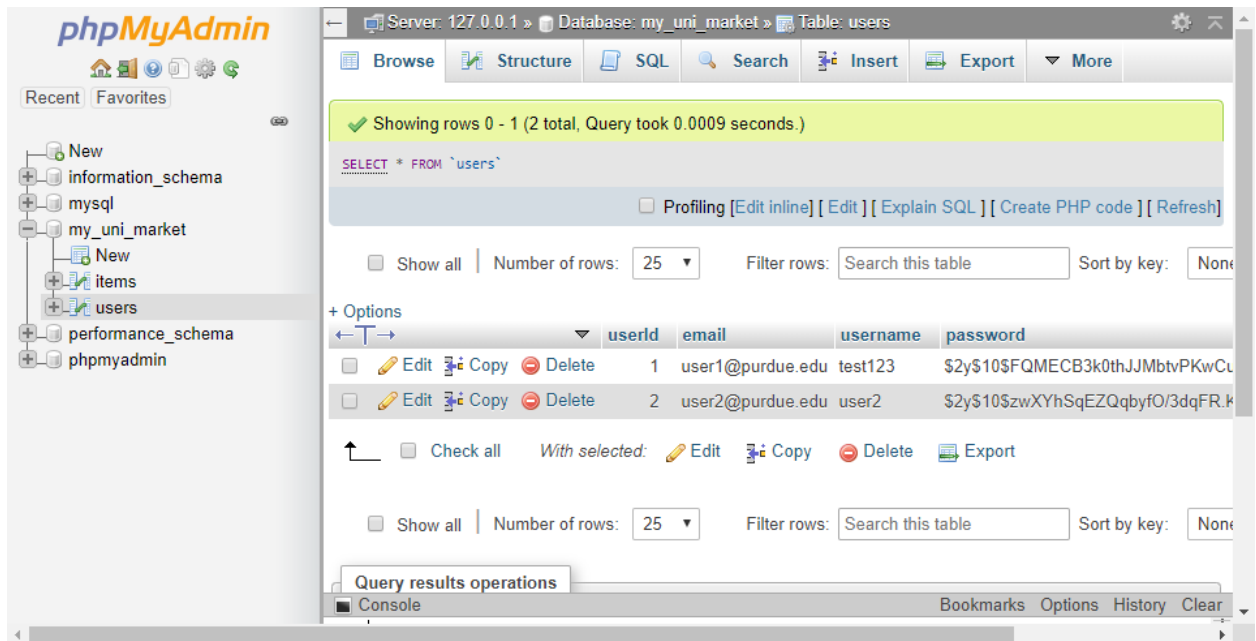 phpMyAdmin
Recent Favorites
New
information_schema
mysql
my_uni_market
New
items
users
performance_schema
phpmyadmin
Server: 127.0.0.1 » Database: my_uni_market » Table: users
Browse Structure SQL Search Insert Export More
Showing rows 0 - 1 (2 total, Query took 0.0009 seconds.)
SELECT * FROM `users`
Profiling [Edit inline] [ Edit ] [ Explain SQL ] [ Create PHP code ] [ Refresh]
Show all Number of rows: 25 Filter rows: Search this table Sort by key: None
+ Options
userId email username password
Edit Copy Delete 1 user1@purdue.edu test123 $2y$10$FQMECB3k0thJJMbtvPKwCu
Edit Copy Delete 2 user2@purdue.edu user2 $2y$10$zwXYhSqEZQqbyfO/3dqFR.K
Check all With selected: Edit Copy Delete Export
Show all Number of rows: 25 Filter rows: Search this table Sort by key: None
Query results operations
Console Bookmarks Options History Clear